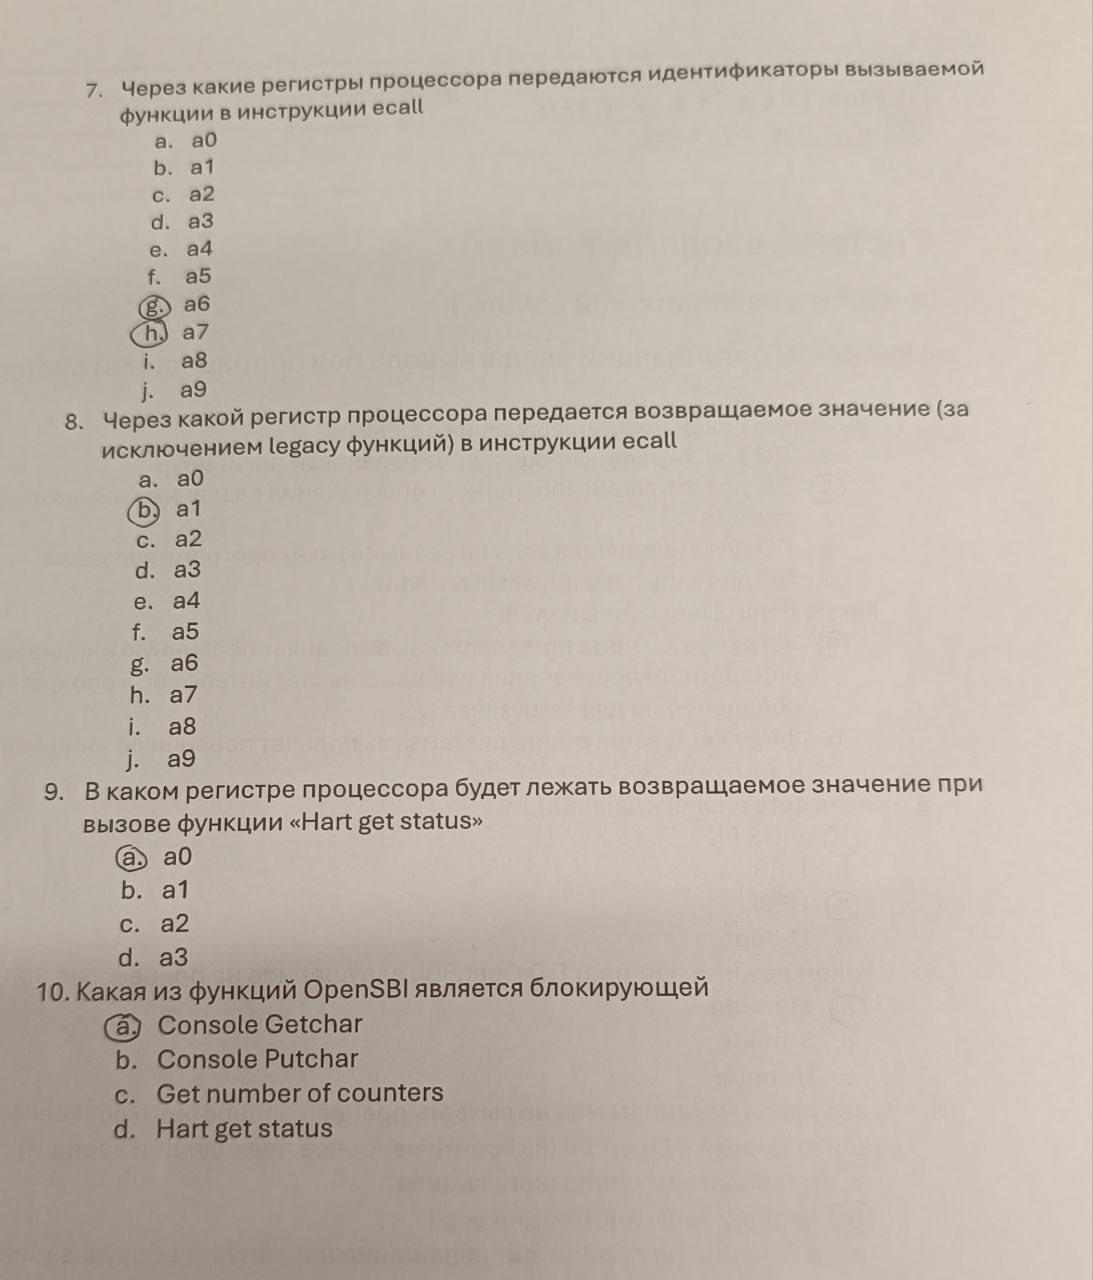 7. Через какие регистры процессора передаются идентификаторы вызываемой
функции в инструкции ecall
a. a0
b. a1
c. a2
d. a3
e. a4
f. a5
g. a6
h. a7
i. a8
j. a9
8. Через какой регистр процессора передается возвращаемое значение (за
исключением legacy функций) в инструкции ecall
a. a0
b. a1
c. a2
d. a3
e. a4
f. a5
g. a6
h. a7
i. a8
j. a9
9. В каком регистре процессора будет лежать возвращаемое значение при
вызове функции «Hart get status»
a. a0
b. a1
c. a2
d. a3
10. Какая из функций OpenSBI является блокирующей
a. Console Getchar
b. Console Putchar
c. Get number of counters
d. Hart get status